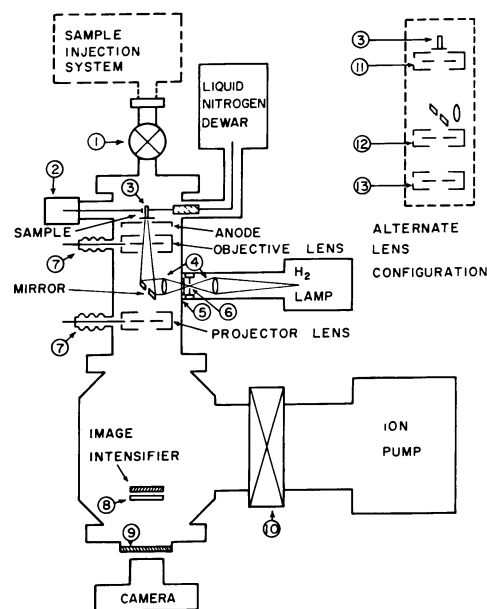 SAMPLE
INJECTION
SYSTEM
LIQUID
NITROGEN
DEWAR
1
2
3
SAMPLE
ANODE
OBJECTIVE LENS
7
MIRROR
4
H2
LAMP
5
6
7
PROJECTOR LENS
IMAGE
INTENSIFIER
8
9
CAMERA
10
ION
PUMP
3
11
12
13
ALTERNATE
LENS
CONFIGURATION